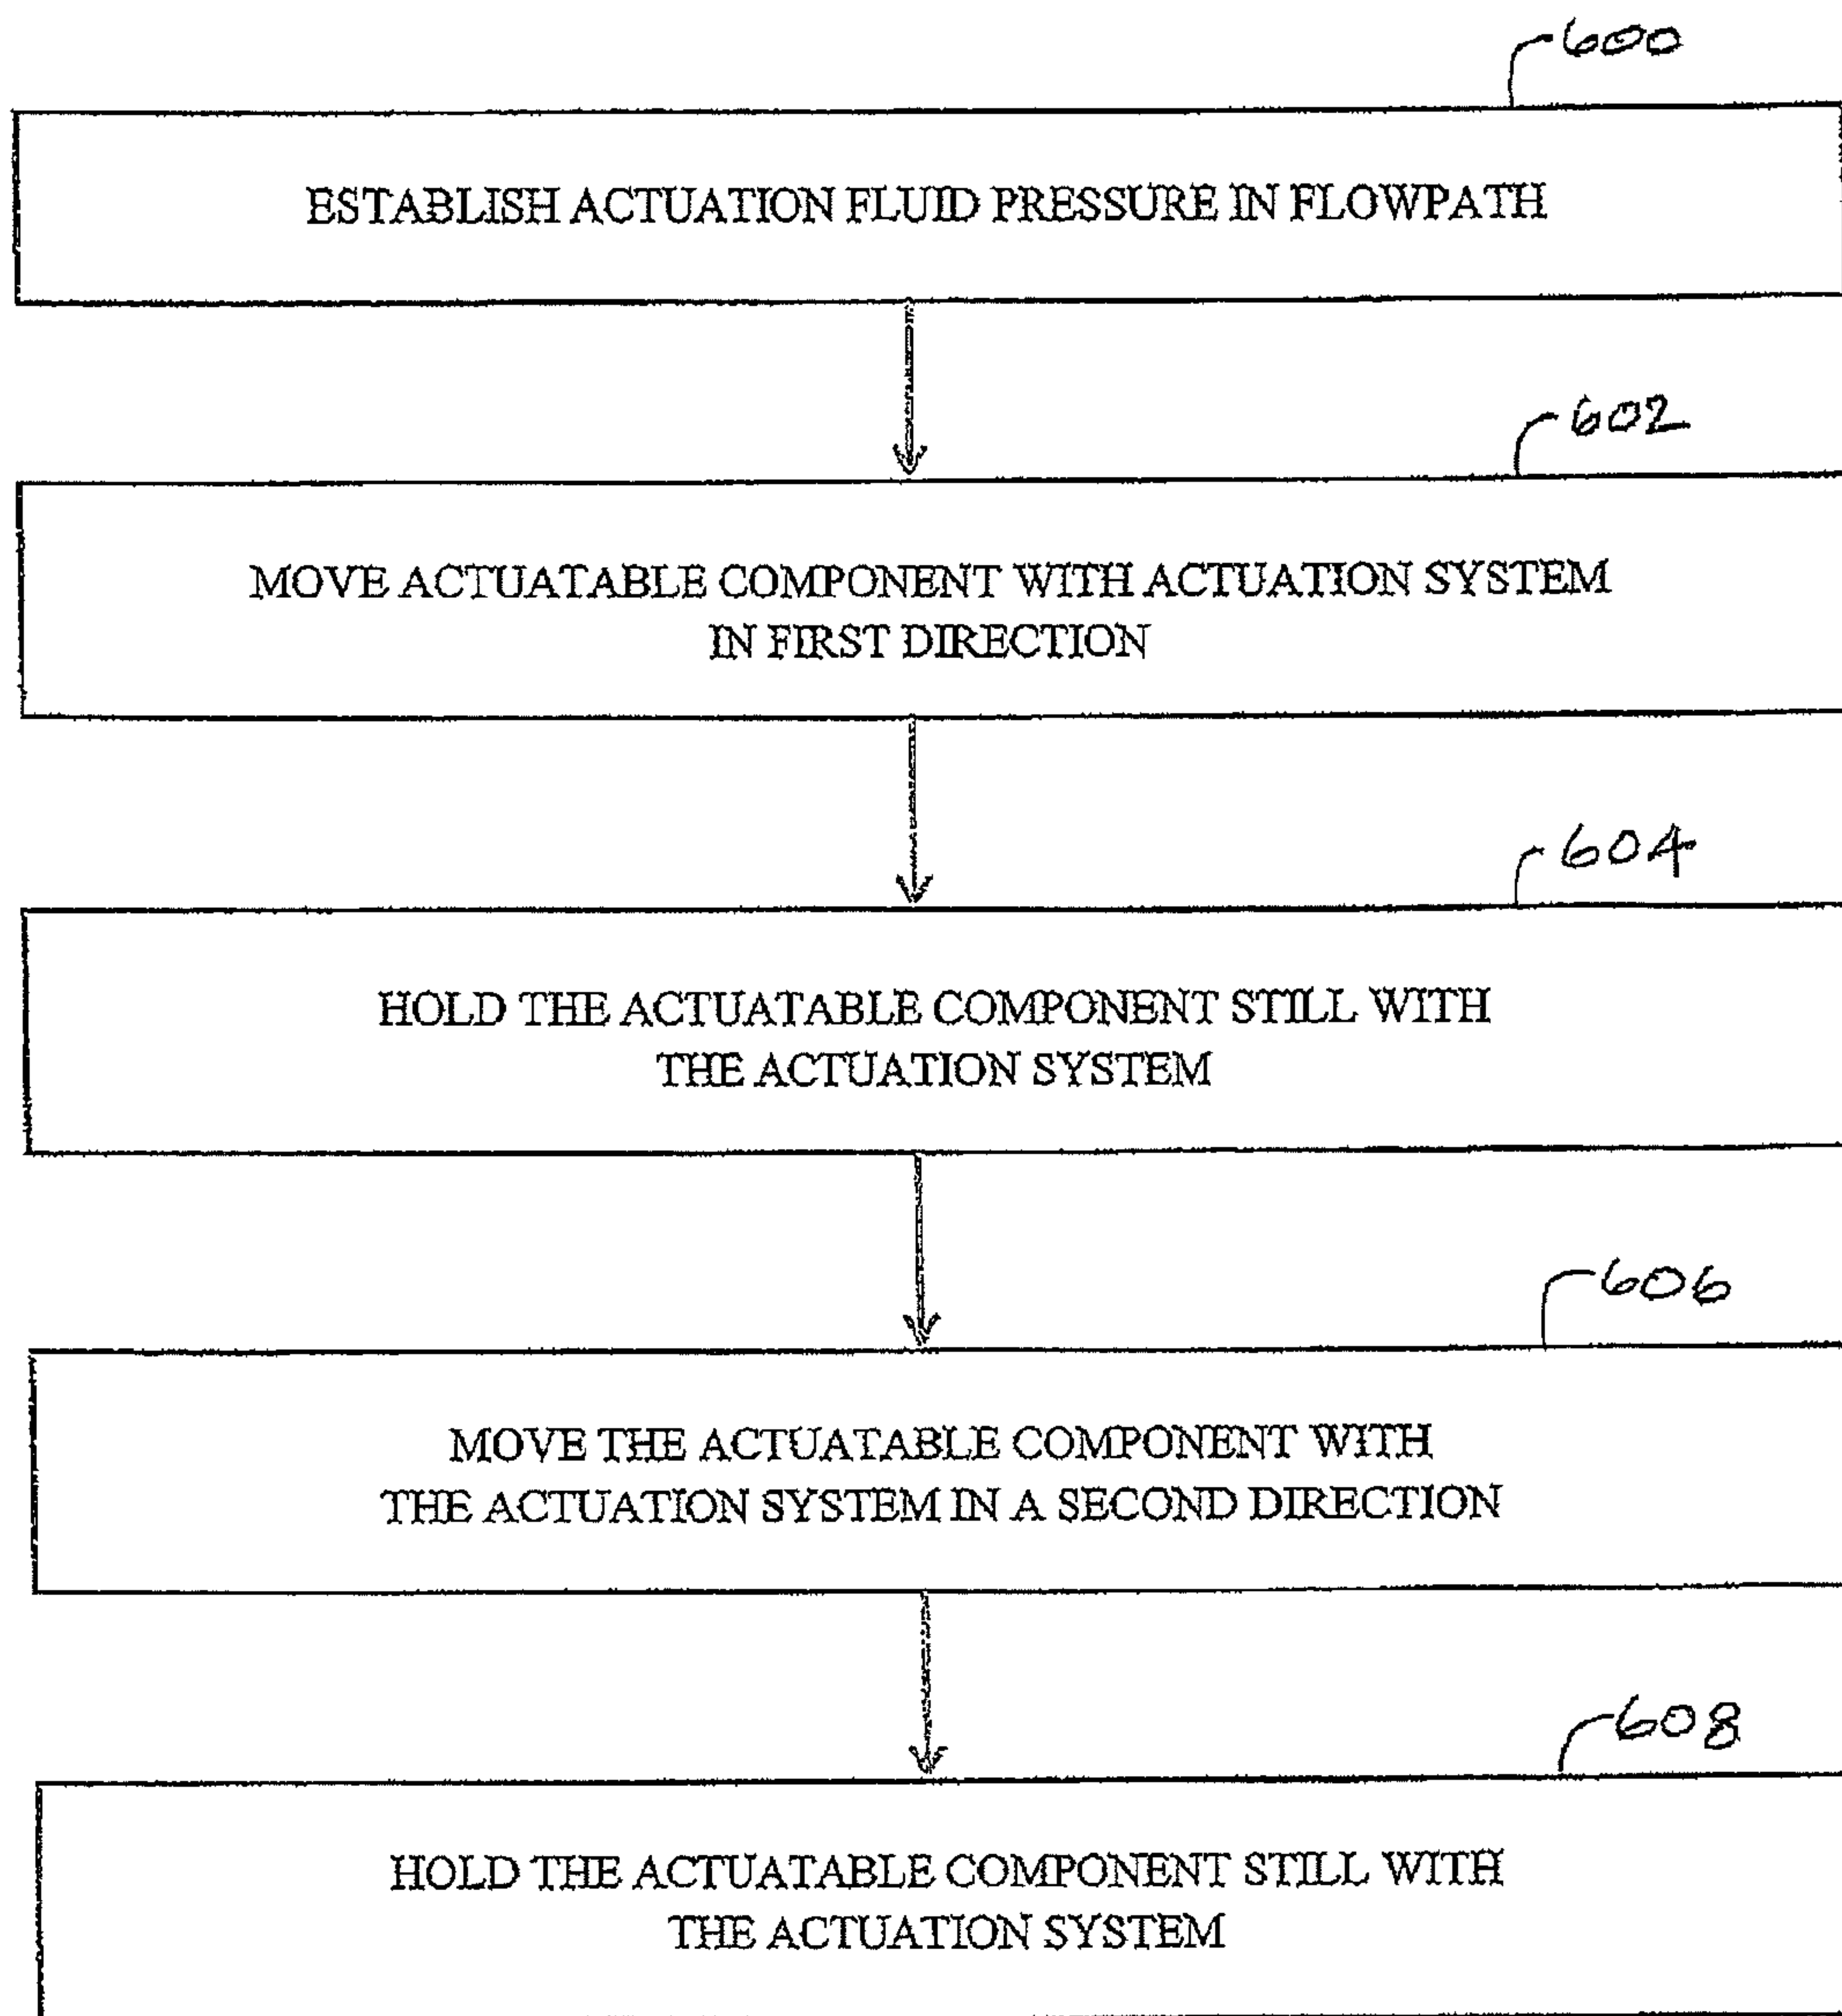 600
ESTABLISH ACTUATION FLUID PRESSURE IN FLOWPATH
602
MOVE ACTUATABLE COMPONENT WITH ACTUATION SYSTEM
IN FIRST DIRECTION
604
HOLD THE ACTUATABLE COMPONENT STILL WITH
THE ACTUATION SYSTEM
606
MOVE THE ACTUATABLE COMPONENT WITH
THE ACTUATION SYSTEM IN A SECOND DIRECTION
608
HOLD THE ACTUATABLE COMPONENT STILL WITH
THE ACTUATION SYSTEM